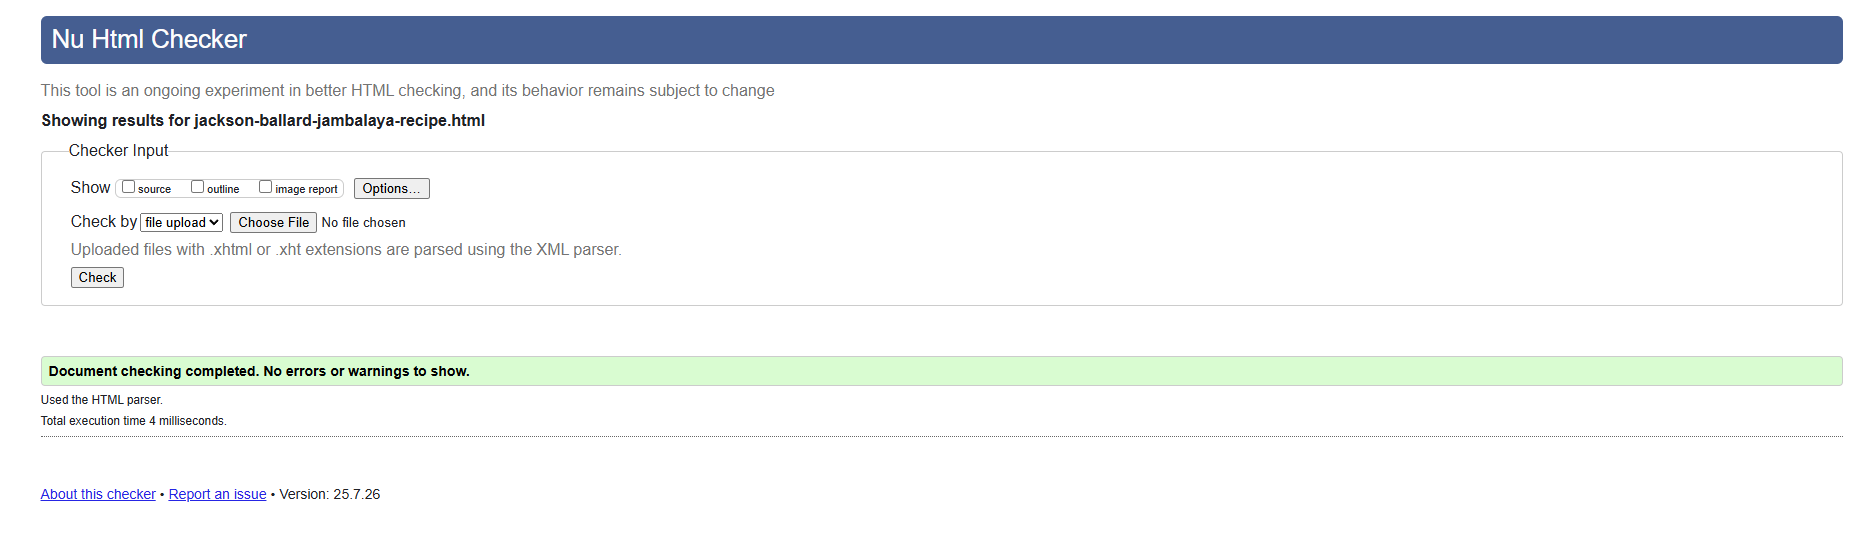 Nu Html Checker
This tool is an ongoing experiment in better HTML checking, and its behavior remains subject to change
Showing results for jackson-ballard-jambalaya-recipe.html
Checker Input
Show source outline image report Options...
Check by file upload Choose File No file chosen
Uploaded files with .xhtml or .xht extensions are parsed using the XML parser.
Check
Document checking completed. No errors or warnings to show.
Used the HTML parser.
Total execution time 4 milliseconds.
About this checker • Report an issue • Version: 25.7.26